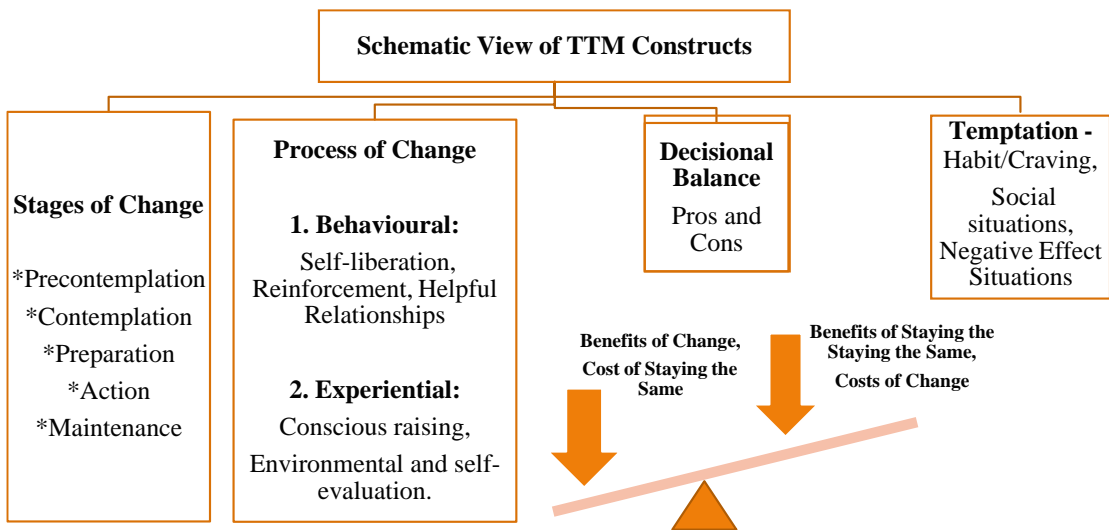 Schematic View of TTM Constructs
Stages of Change
*Precontemplation
*Contemplation
*Preparation
*Action
*Maintenance
Process of Change
1. Behavioural:
Self-liberation,
Reinforcement, Helpful
Relationships
2. Experiential:
Conscious raising,
Environmental and self-
evaluation.
Decisional
Balance
Pros and
Cons
Temptation -
Habit/Craving,
Social
situations,
Negative Effect
Situations
Benefits of Change,
Cost of Staying the
Same
Benefits of Staying the
Staying the Same,
Costs of Change